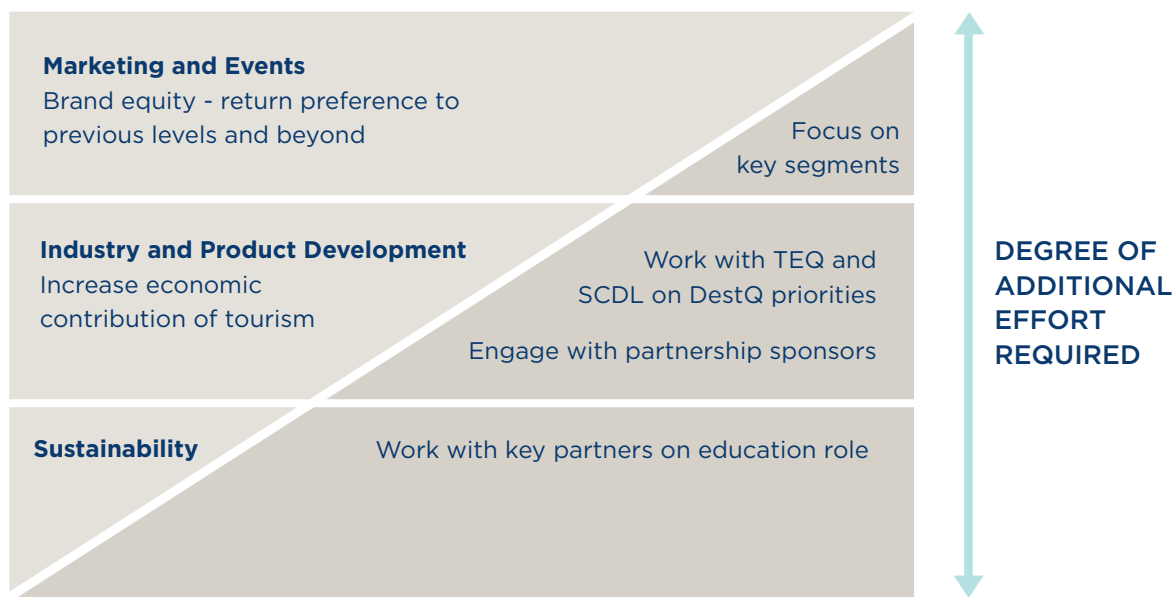 Marketing and Events
Brand equity - return preference to
previous levels and beyond
Focus on
key segments
Industry and Product Development
Increase economic
contribution of tourism
Work with TEQ and
SCDL on DestQ priorities
Engage with partnership sponsors
Sustainability
Work with key partners on education role
DEGREE OF
ADDITIONAL
EFFORT
REQUIRED